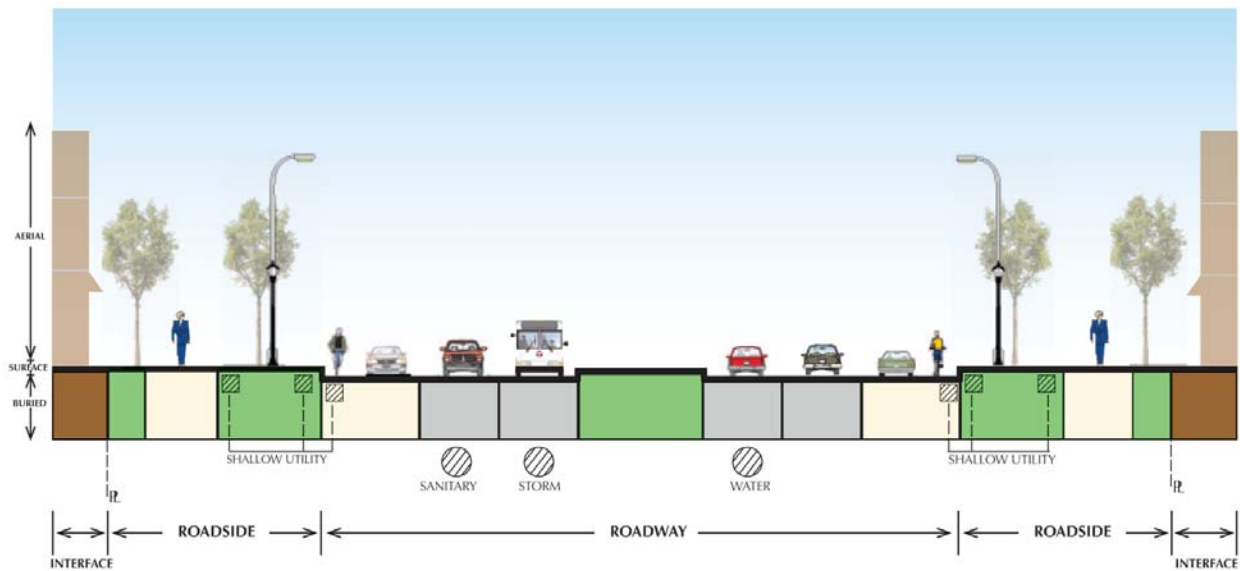 AERIAL
SURFACE
BURIED
SHALLOW UTILITY
SANITARY
STORM
WATER
SHALLOW UTILITY
PL
PL
ROADSIDE
ROADWAY
ROADSIDE
INTERFACE
INTERFACE